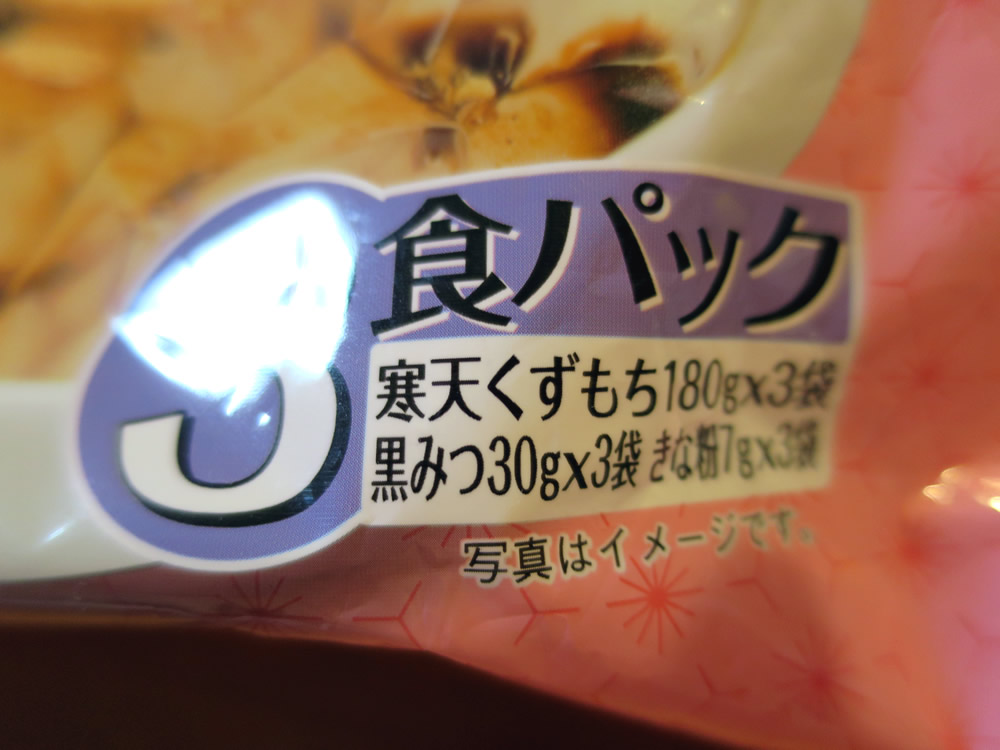 3食パック
寒天くずもち180gx3袋
黒みつ30gx3袋 きな粉7gx3袋
写真はイメージです。